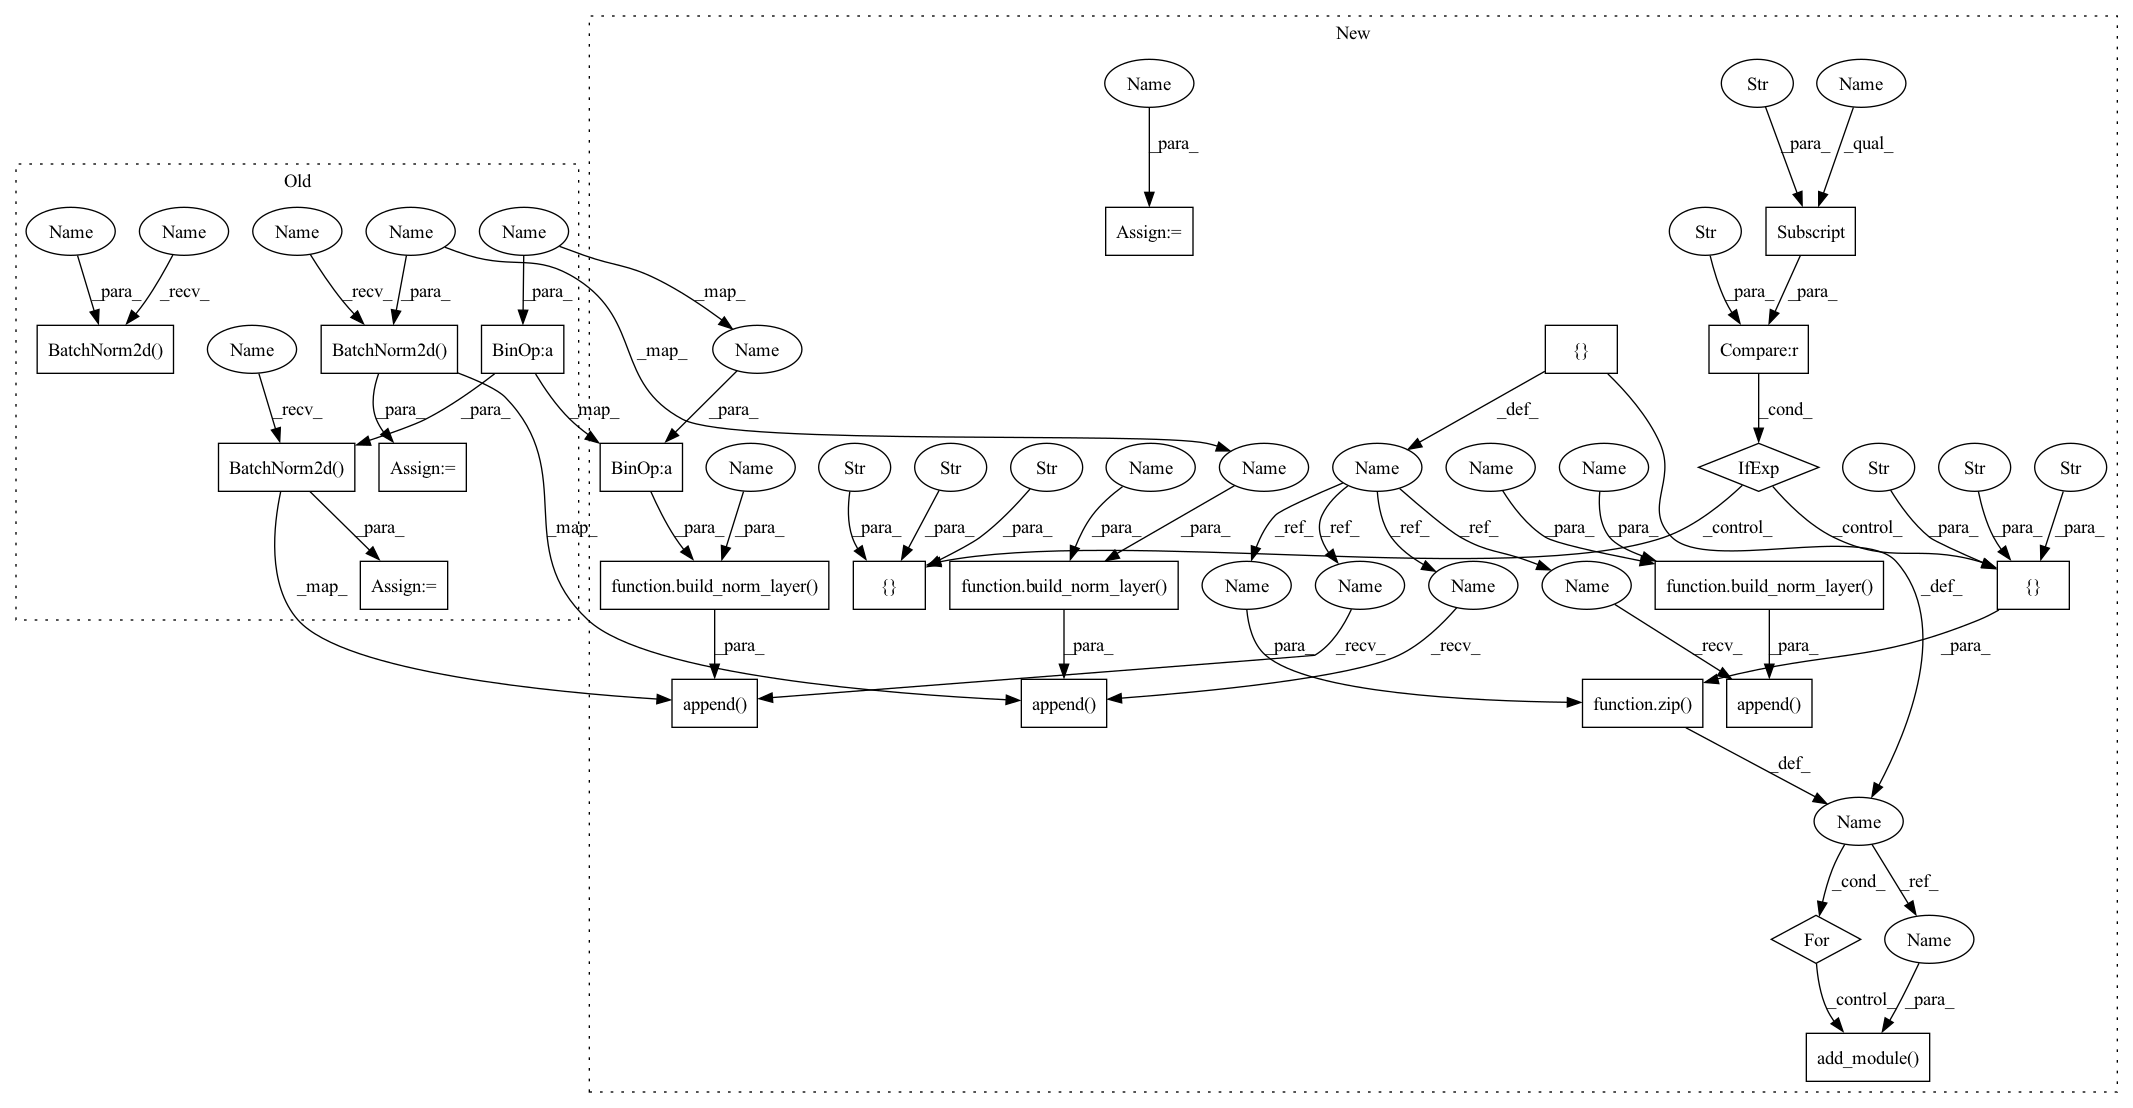 New
Name
Str
Name
_para_
_para_
_qual_
Old
Name
Name
Name
Name
Name
Assign:=
Str
Subscript
_para_
_recv_
_recv_
_para_
_para_
_map_
_para_
_para_
BatchNorm2d()
Name
BatchNorm2d()
BinOp:a
_map_
Name
{}
Compare:r
_recv_
_para_
_para_
_map_
_para_
_def_
_cond_
BatchNorm2d()
Assign:=
BinOp:a
Name
Str
Str
Str
Name
Name
Name
Name
Name
IfExp
Str
Str
Str
_para_
_map_
_para_
_para_
_para_
_para_
_para_
_para_
_para_
_ref_
_ref_
_ref_
_ref_
_para_
_para_
_control_
_control_
_para_
_para_
_para_
Assign:=
function.build_norm_layer()
{}
function.build_norm_layer()
Name
Name
Name
Name
function.build_norm_layer()
{}
_map_
_def_
_para_
_para_
_para_
_recv_
_recv_
_recv_
_para_
_para_
append()
append()
function.zip()
append()
_def_
Name
_cond_
_ref_
For
Name
_control_
_para_
add_module()